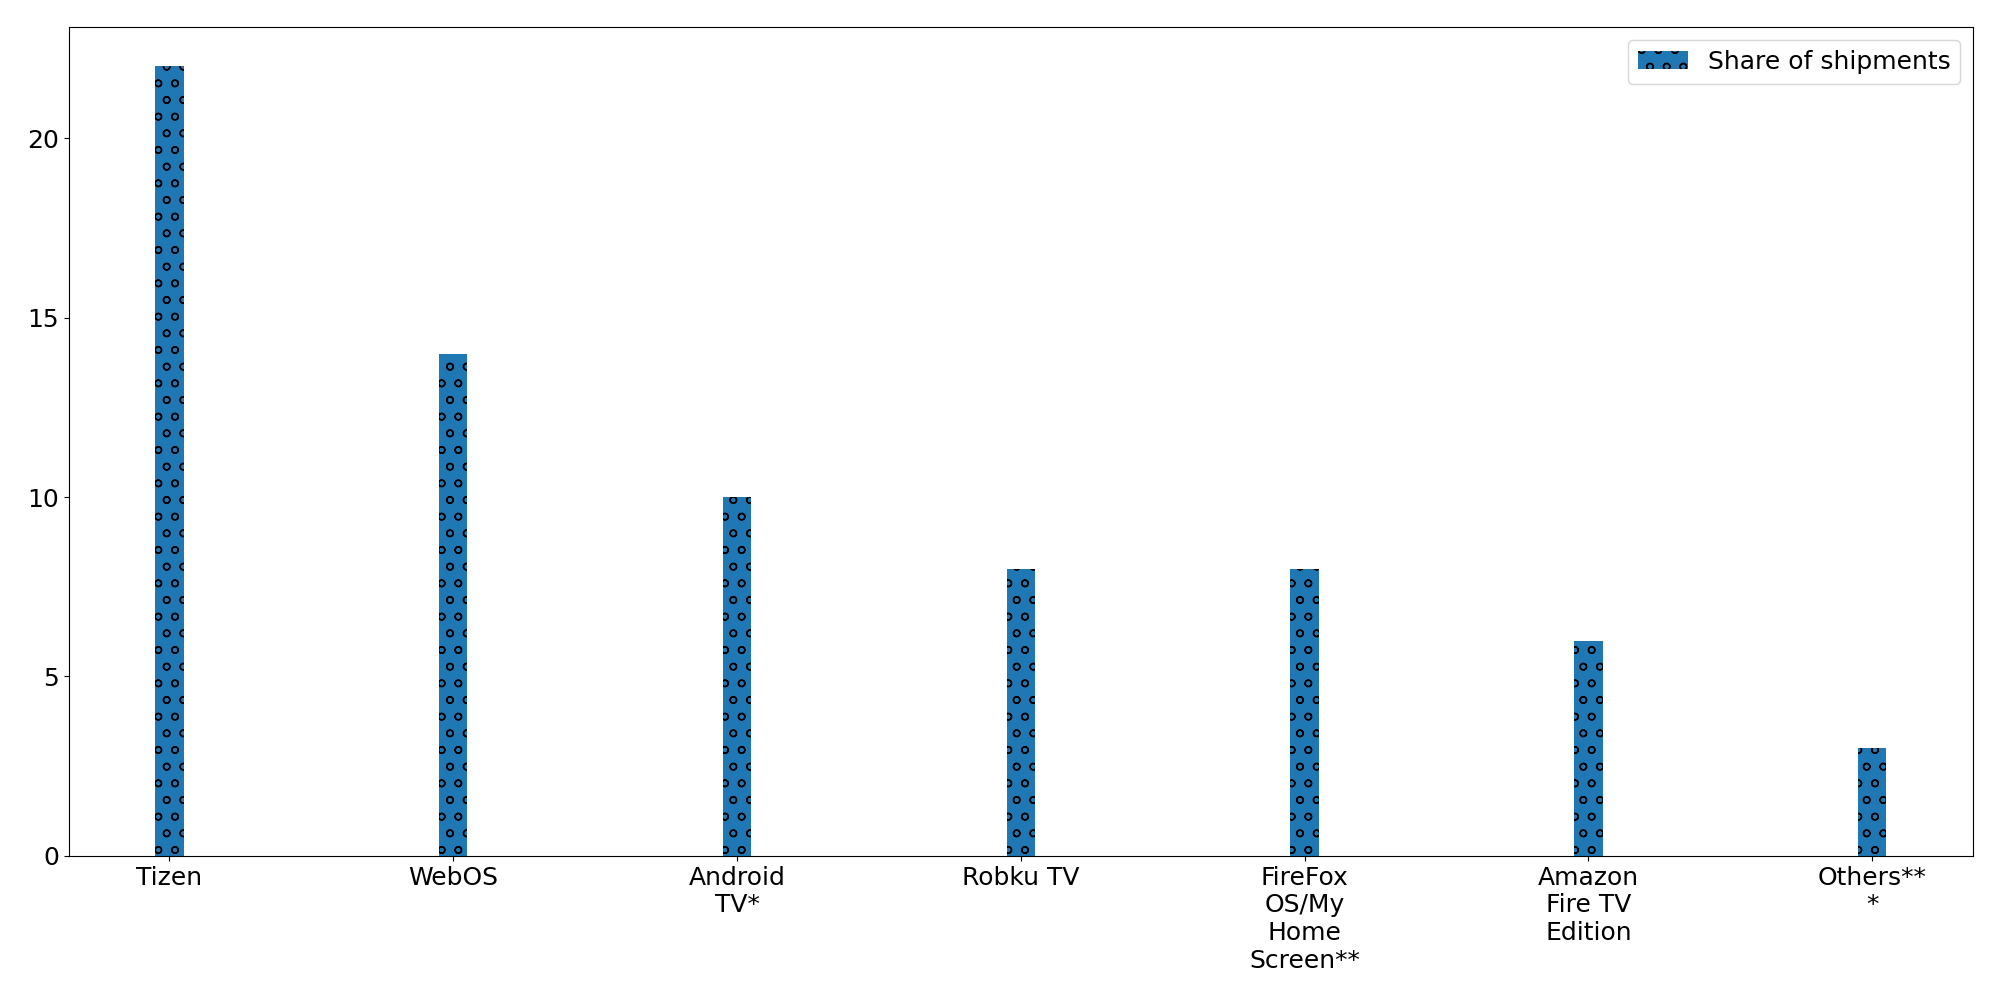 Share of shipments
20
15
10
5
0
Tizen
WebOS
Android
TV*
Robku TV
FireFox
OS/My
Home
Screen**
Amazon
Fire TV
Edition
Others**
*